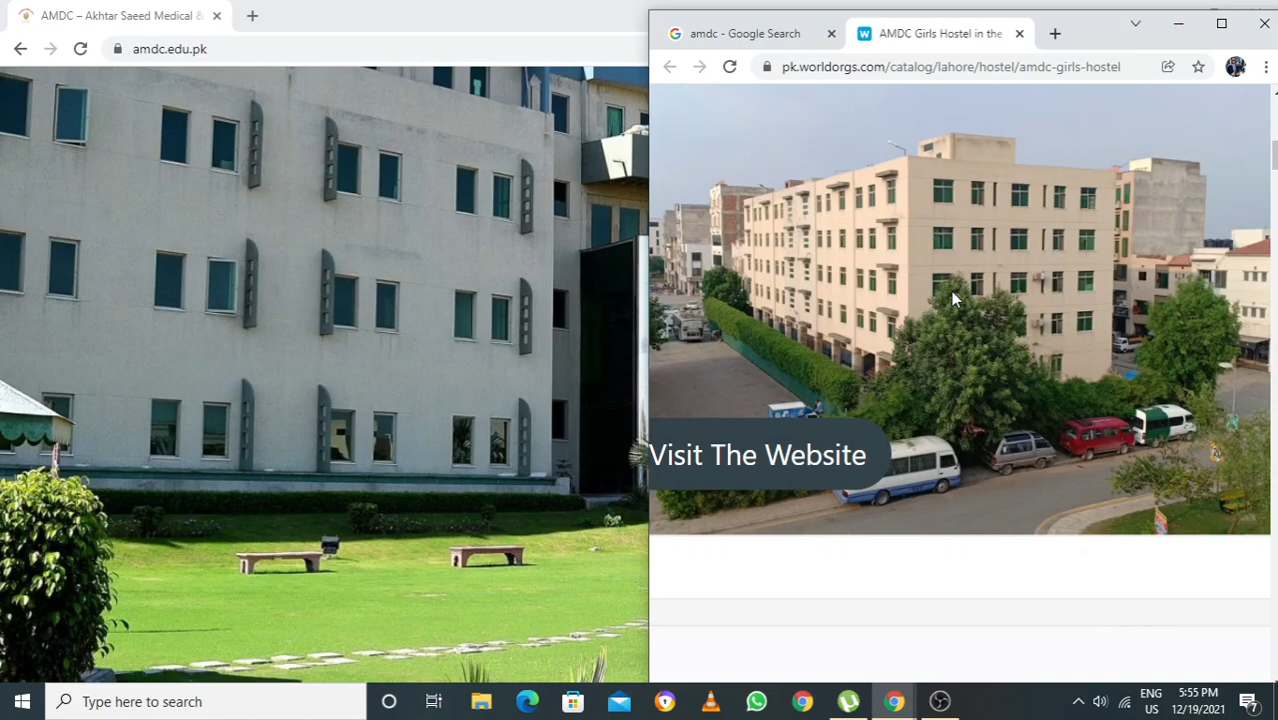 AMDC – Akhtar Saeed Medical &
amdc.edu.pk
amdc - Google Search
AMDC Girls Hostel in the
pk.worldorgs.com/catalog/lahore/hostel/amdc-girls-hostel
Visit The Website
Type here to search
ENG
US
5:55 PM
12/19/2021
7